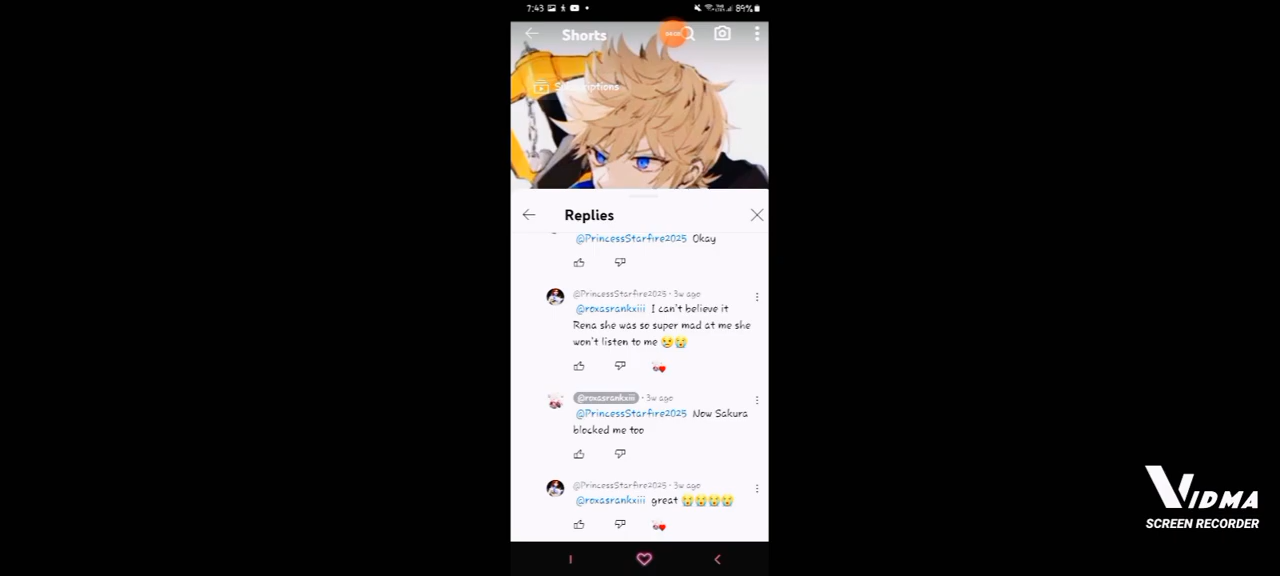 7:43
89%
Shorts
Replies
@PrincessStarfire2025 Okay
@PrincessStarfire2025 · 3w ago
@roxasrankxiii I can't believe it
Rena she was so super mad at me she
won't listen to me 😢😭
@roxasrankxiii · 3w ago
@PrincessStarfire2025 Now Sakura
blocked me too
@PrincessStarfire2025 · 3w ago
@roxasrankxiii great 😭😭😭😭
VIDMA
SCREEN RECORDER